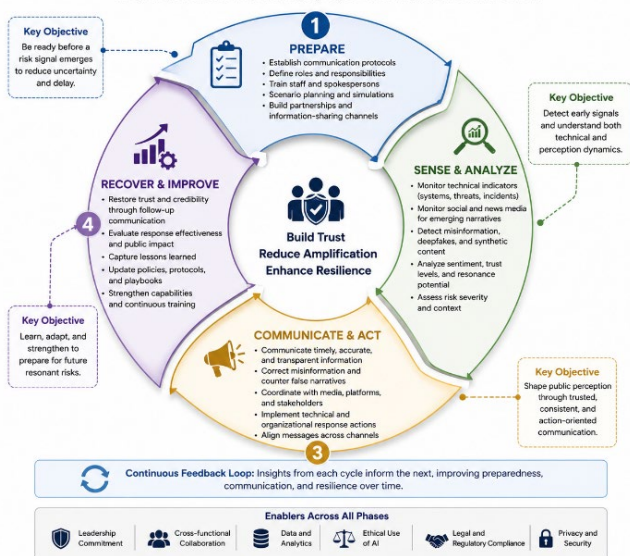 1
PREPARE
• Establish communication protocols
• Define roles and responsibilities
• Train staff and spokespersons
• Scenario planning and simulations
• Build partnerships and
information-sharing channels
Key Objective
Be ready before a
risk signal emerges
to reduce uncertainty
and delay.
SENSE & ANALYZE
• Monitor technical indicators
(systems, threats, incidents)
• Monitor social and news media
for emerging narratives
• Detect misinformation,
deepfakes, and synthetic
content
• Analyze sentiment, trust
levels, and resonance
potential
• Assess risk severity
and context
Key Objective
Detect early signals
and understand both
technical and
perception dynamics.
Build Trust
Reduce Amplification
Enhance Resilience
COMMUNICATE & ACT
• Communicate timely, accurate,
and transparent information
• Correct misinformation and
counter false narratives
• Coordinate with media, platforms,
and stakeholders
• Implement technical and
organizational response actions
• Align messages across channels
3
Key Objective
Shape public perception
through trusted,
consistent, and
action-oriented
communication.
RECOVER & IMPROVE
• Restore trust and credibility
through follow-up
communication
• Evaluate response effectiveness
and public impact
• Capture lessons learned
• Update policies, protocols,
and playbooks
• Strengthen capabilities
and continuous training
4
Key Objective
Learn, adapt, and
strengthen to
prepare for future
resonant risks.
Continuous Feedback Loop: Insights from each cycle inform the next, improving preparedness,
communication, and resilience over time.
Enablers Across All Phases
Leadership
Commitment
Cross-functional
Collaboration
Data and
Analytics
Ethical Use
of AI
Legal and
Regulatory Compliance
Privacy and
Security